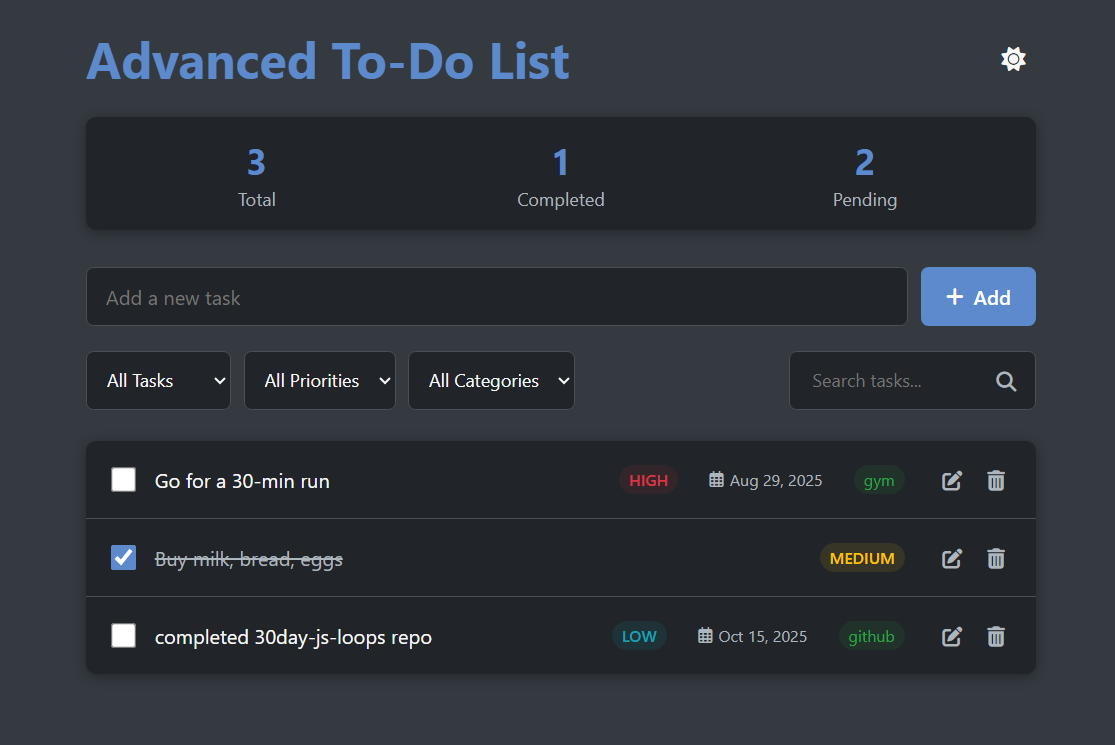 Advanced To-Do List
3 1 2
Total Completed Pending
Add a new task Add
All Tasks All Priorities All Categories Search tasks...
Go for a 30-min run HIGH Aug 29, 2025 gym
Buy milk, bread, eggs MEDIUM
completed 30day-js-loops repo LOW Oct 15, 2025 github